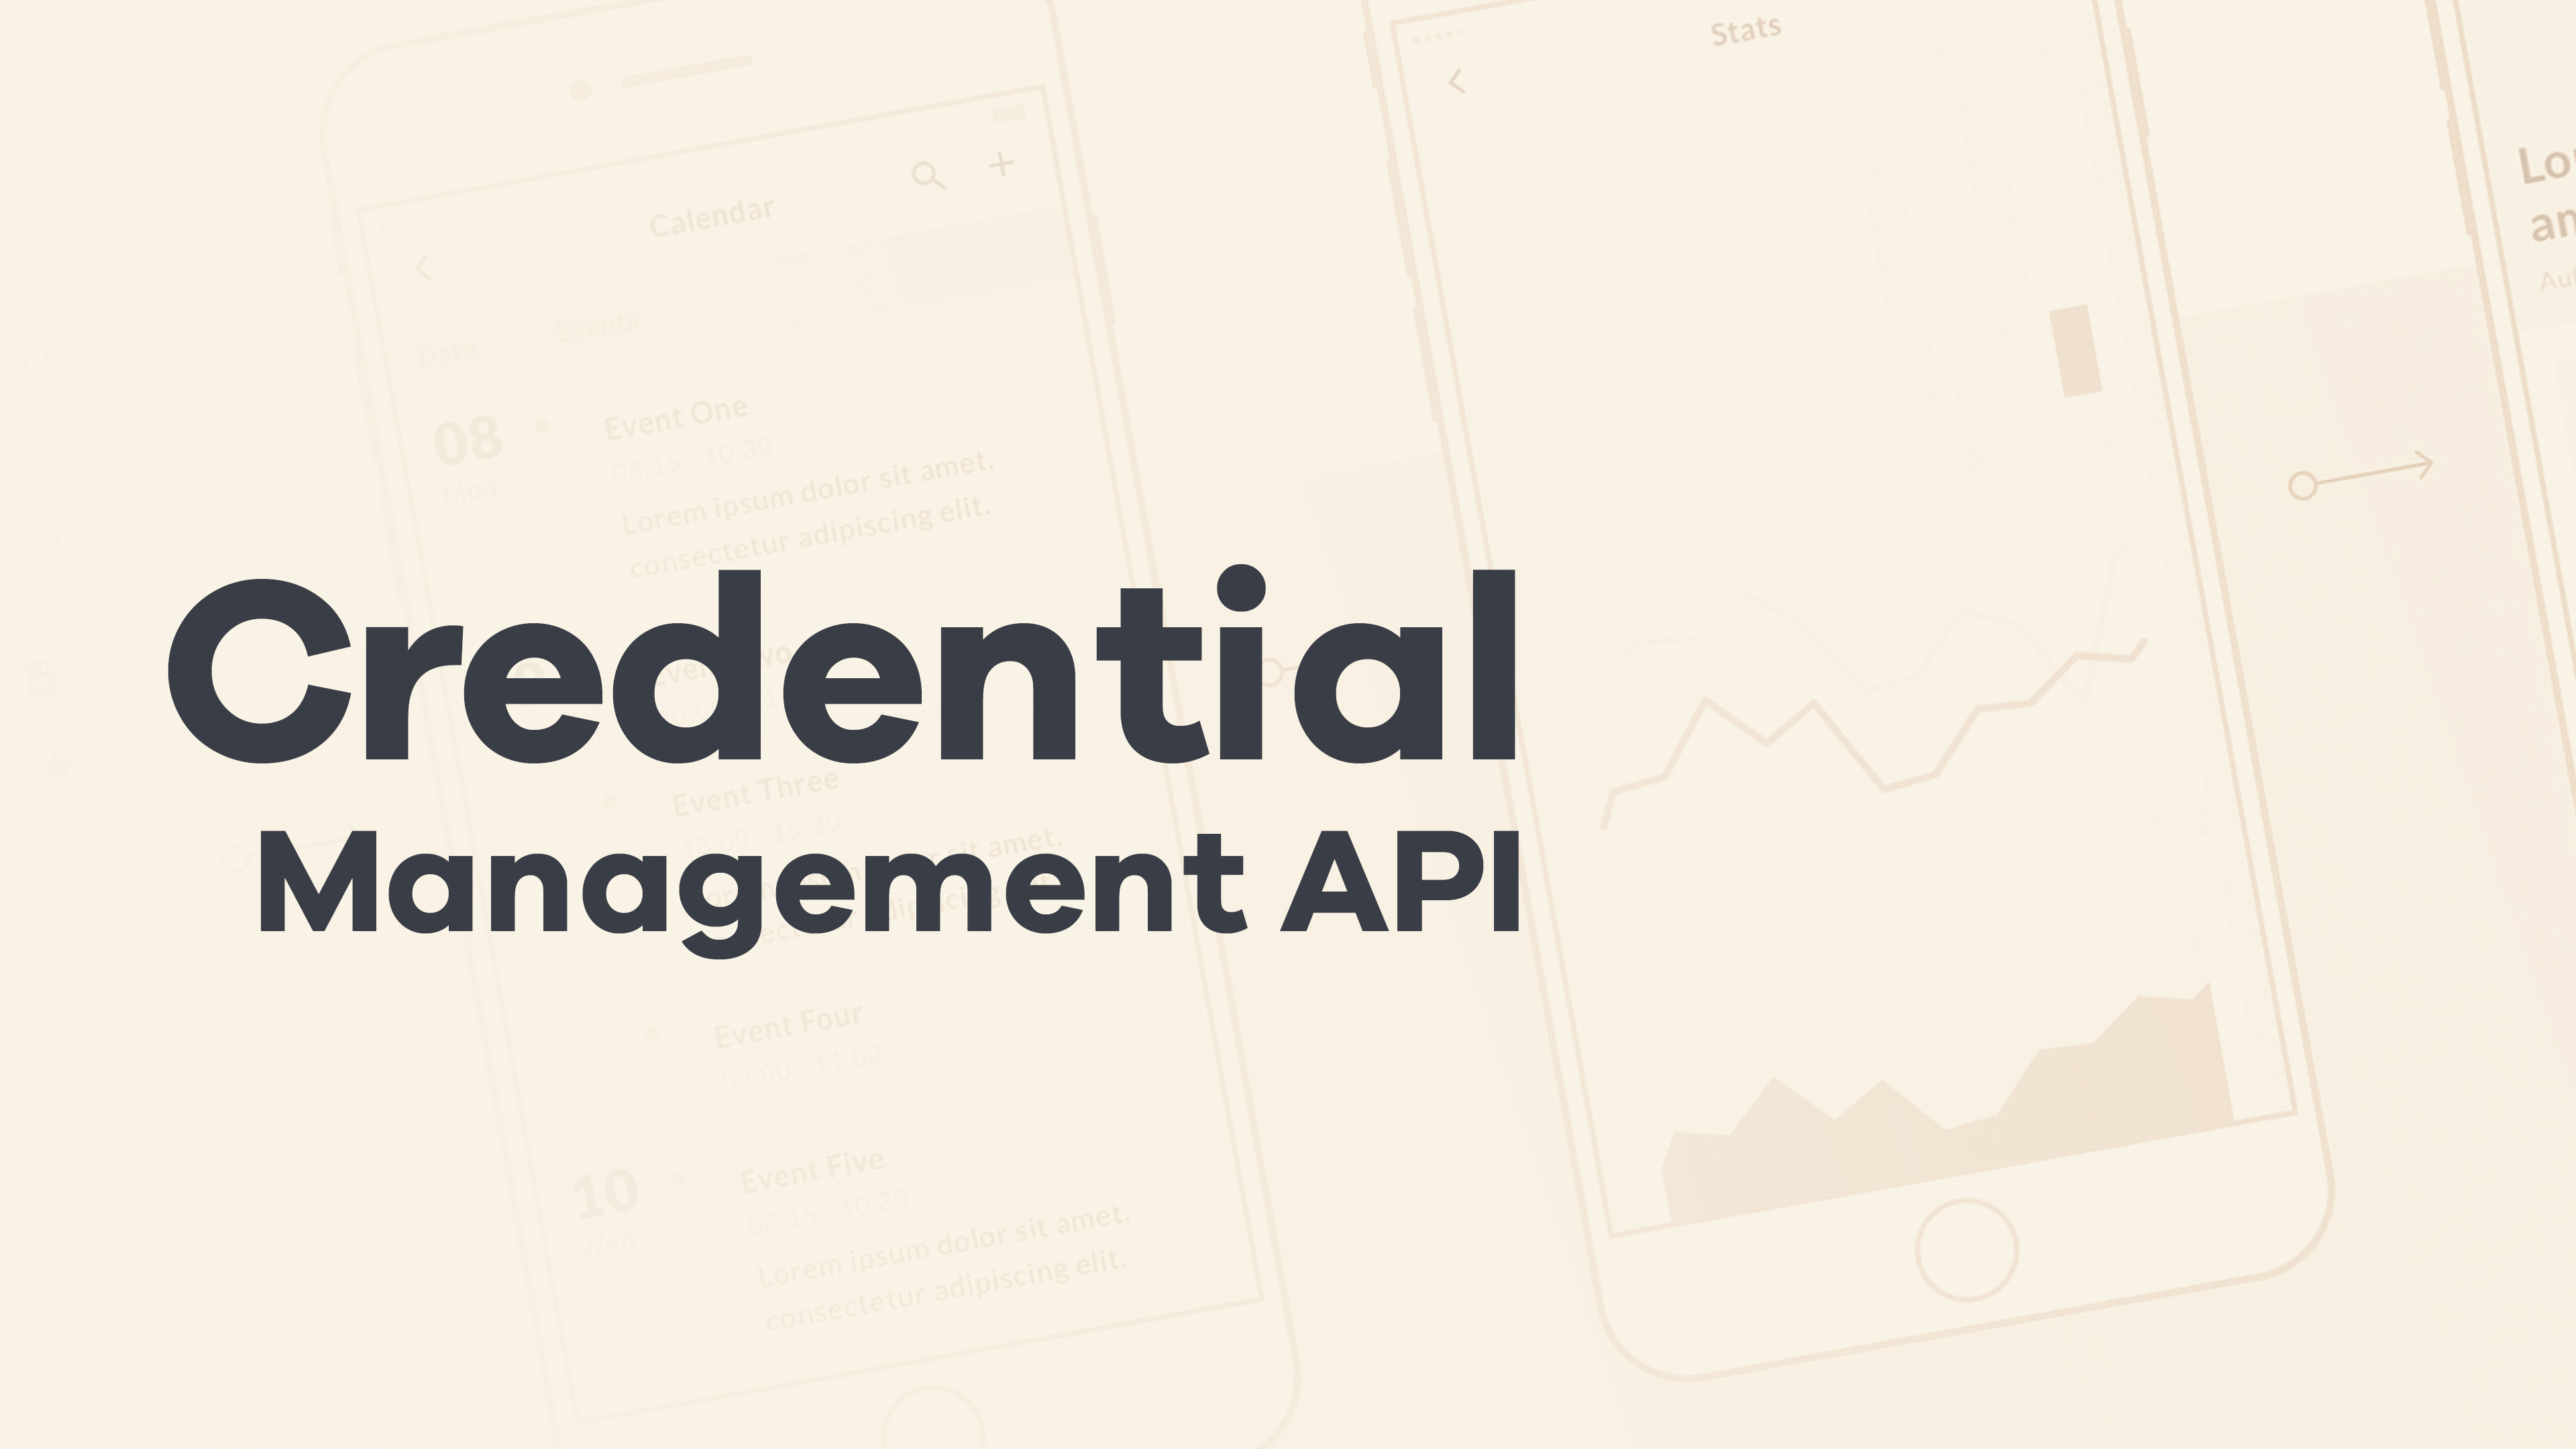 Credential
Management API
Calendar
Date
Events
08
Mon
Event One
08:15 - 10:30
Lorem ipsum dolor sit amet,
consectetur adipiscing elit.
Event Three
15:30
sit amet,
Event Four
09:00 - 11:00
10
Wed
Event Five
08:15 - 10:30
Lorem ipsum dolor sit amet,
consectetur adipiscing elit.
Stats